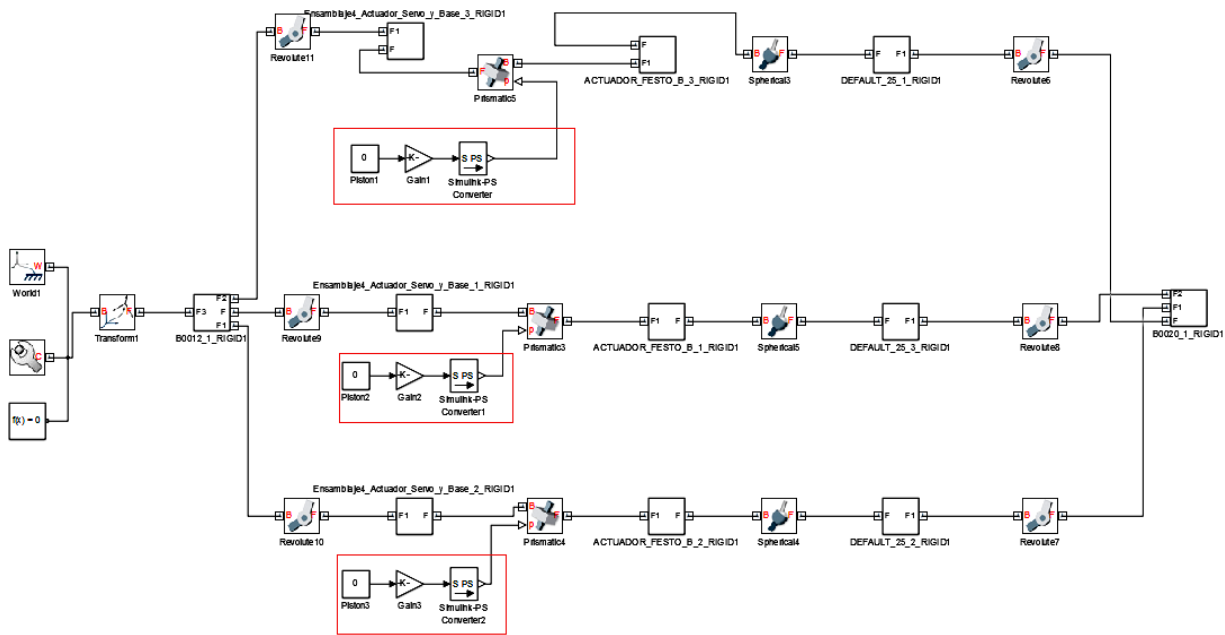 Ensamblaje4_Actuador_Servo_y_Base_3_RIGID1
B F
Revolute11
F1
F
F B
P
Prismatic5
F
F1
ACTUADOR_FESTO_B_3_RIGID1
B F
Spherical3
F F1
DEFAULT_25_1_RIGID1
B F
Revolute6
0
Piston1
-K-
Gain1
S PS
Simulink-PS
Converter
W
World1
B F
Transform1
F3
F2
F
F1
B0012_1_RIGID1
C
f(x) = 0
Ensamblaje4_Actuador_Servo_y_Base_1_RIGID1
B F
Revolute9
F1 F
B F
P
Prismatic3
F1 F
ACTUADOR_FESTO_B_1_RIGID1
B F
Spherical5
F F1
DEFAULT_25_3_RIGID1
B F
Revolute8
F2
F1
F
B0020_1_RIGID1
0
Piston2
-K-
Gain2
S PS
Simulink-PS
Converter1
Ensamblaje4_Actuador_Servo_y_Base_2_RIGID1
B F
Revolute10
F1 F
B F
P
Prismatic4
F1 F
ACTUADOR_FESTO_B_2_RIGID1
B F
Spherical4
F F1
DEFAULT_25_2_RIGID1
B F
Revolute7
0
Piston3
-K-
Gain3
S PS
Simulink-PS
Converter2